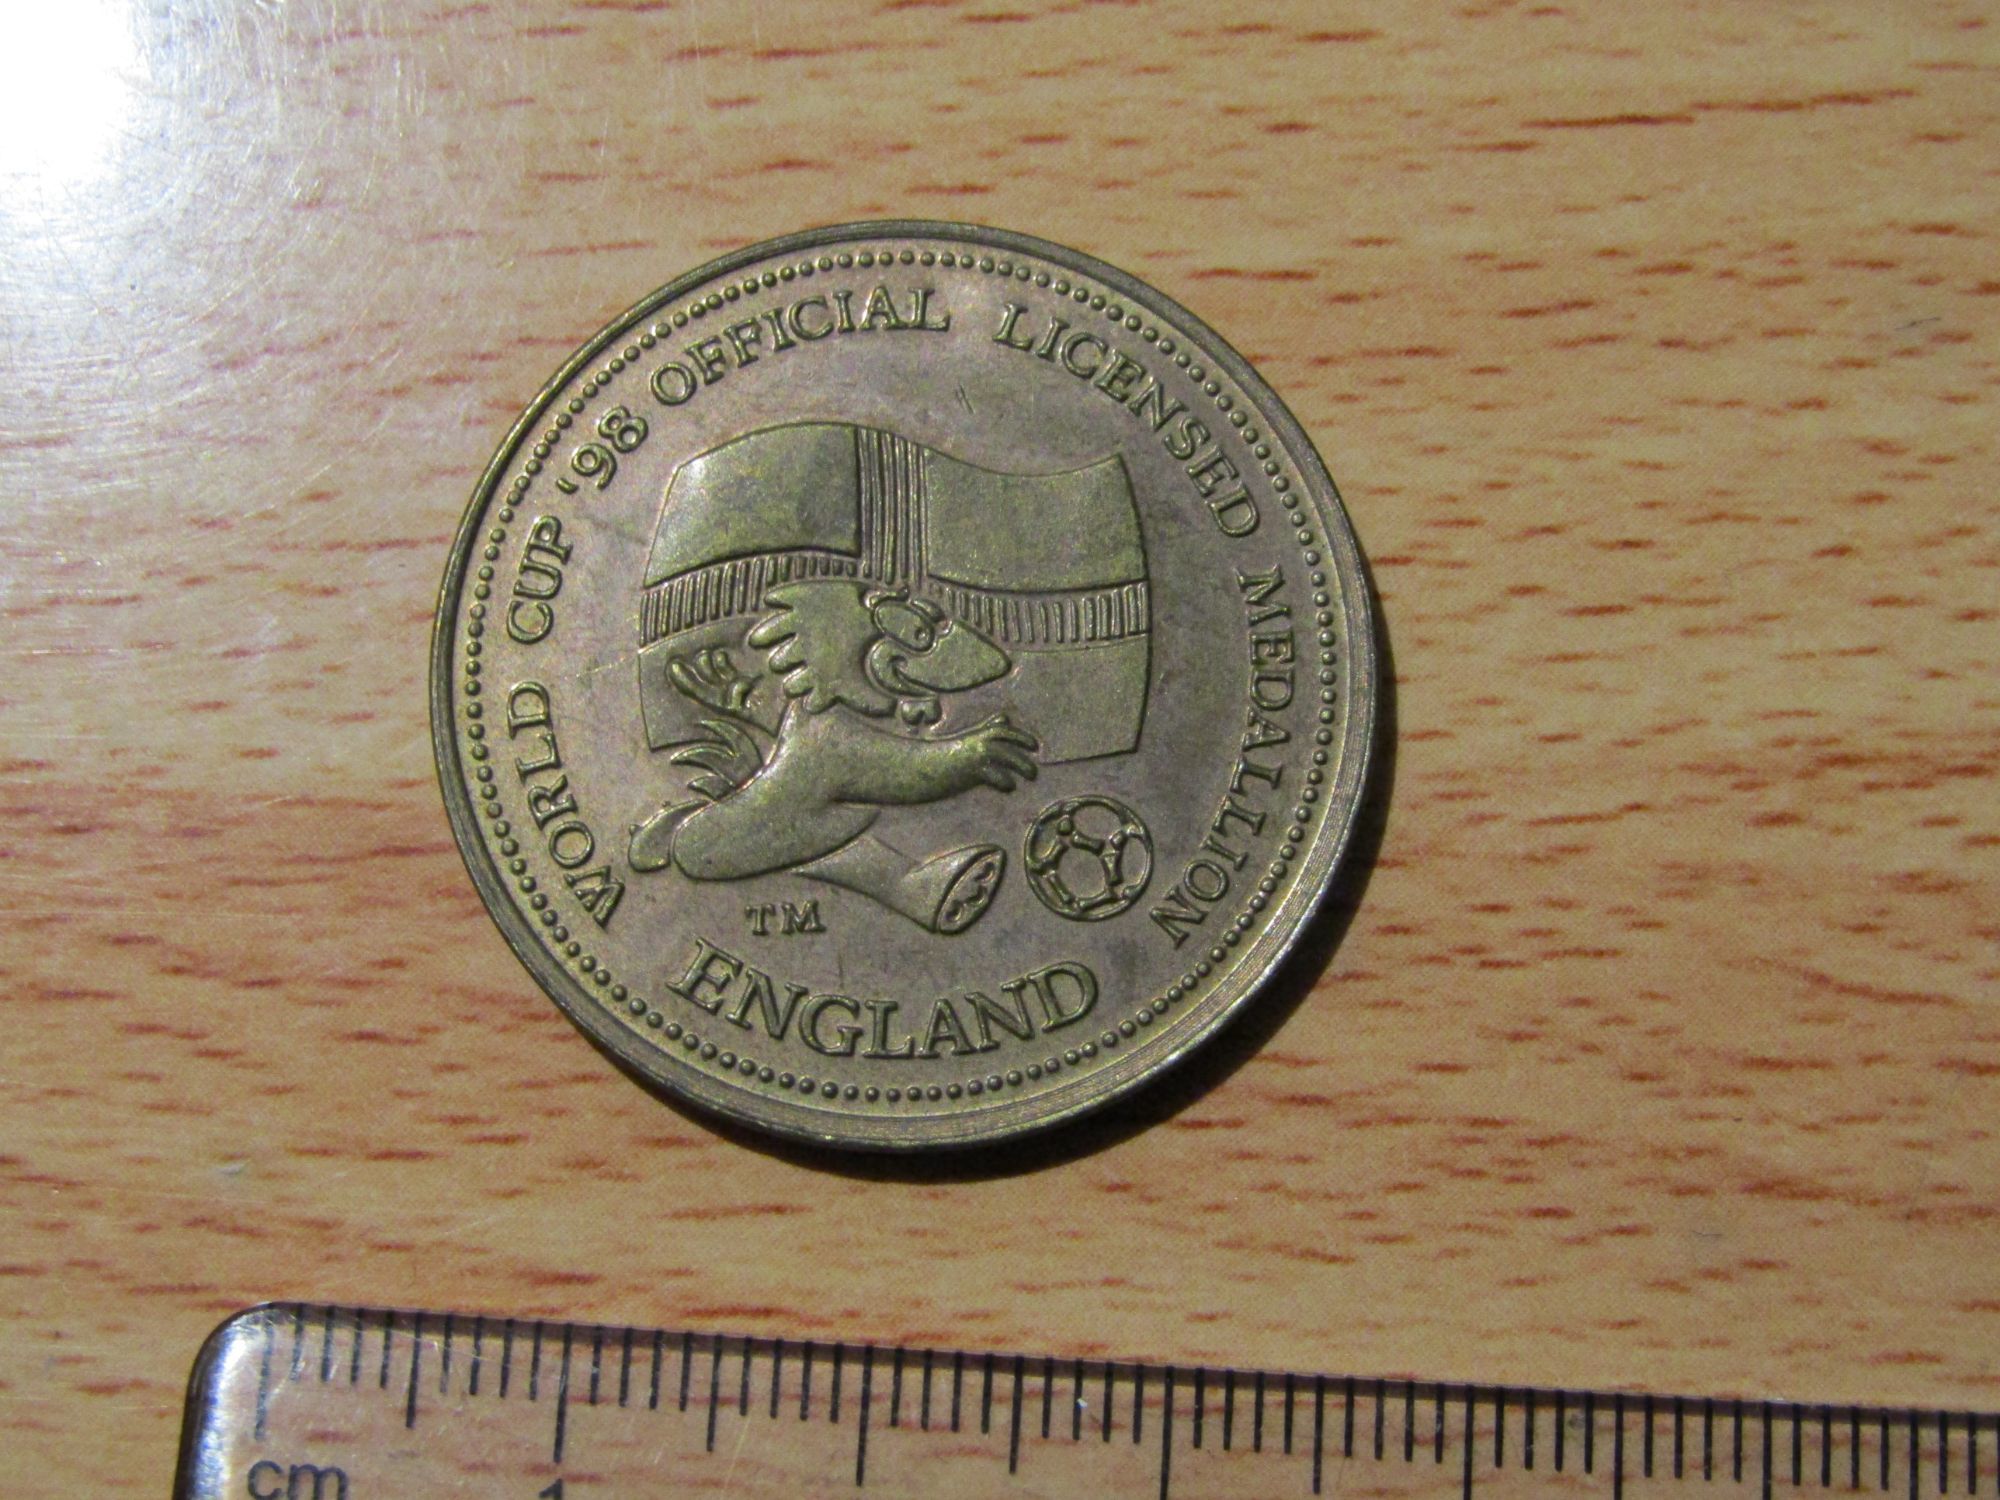 WORLD CUP '98 OFFICIAL LICENSED MEDALLION
TM
ENGLAND
cm
1